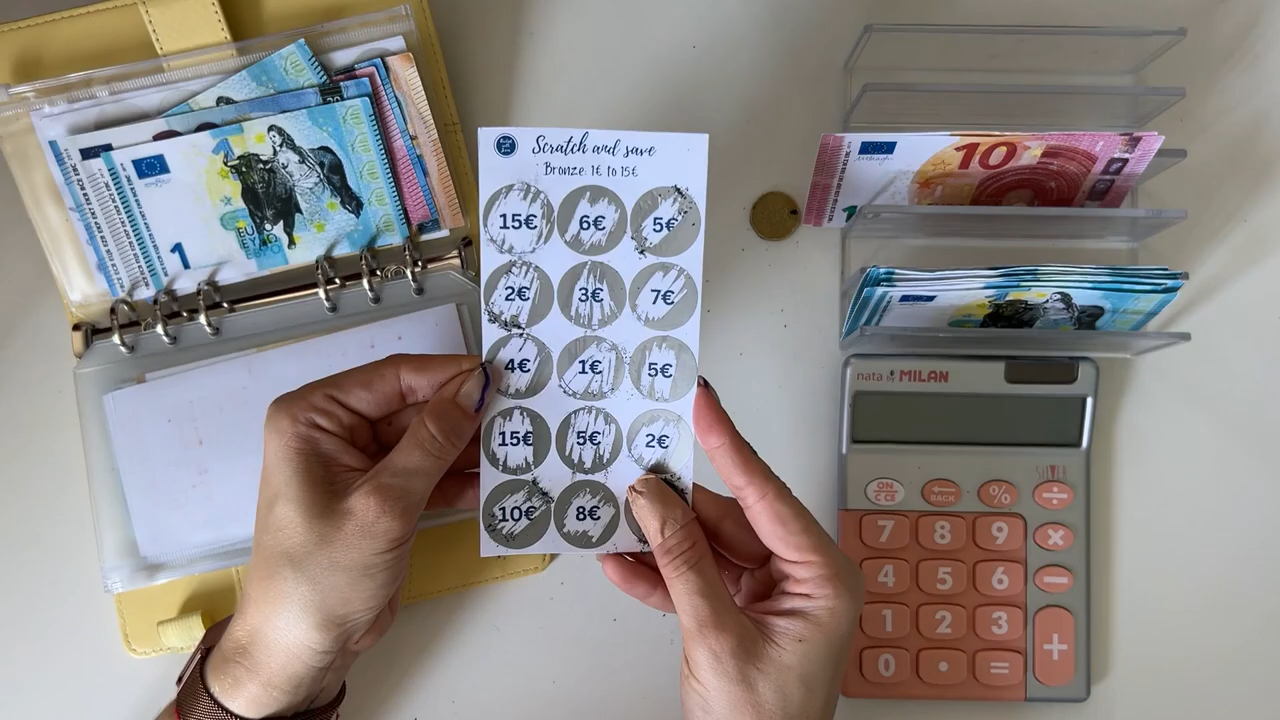 Scratch and save
Bronze: 1€ to 15€
15€ 6€ 5€
2€ 3€ 7€
4€ 1€ 5€
15€ 5€ 2€
10€ 8€
1
1
EURO
10
nata by MILAN
SILVER
ON
C CE
BACK
% ÷
7 8 9 ×
4 5 6 −
1 2 3 +
0 • =